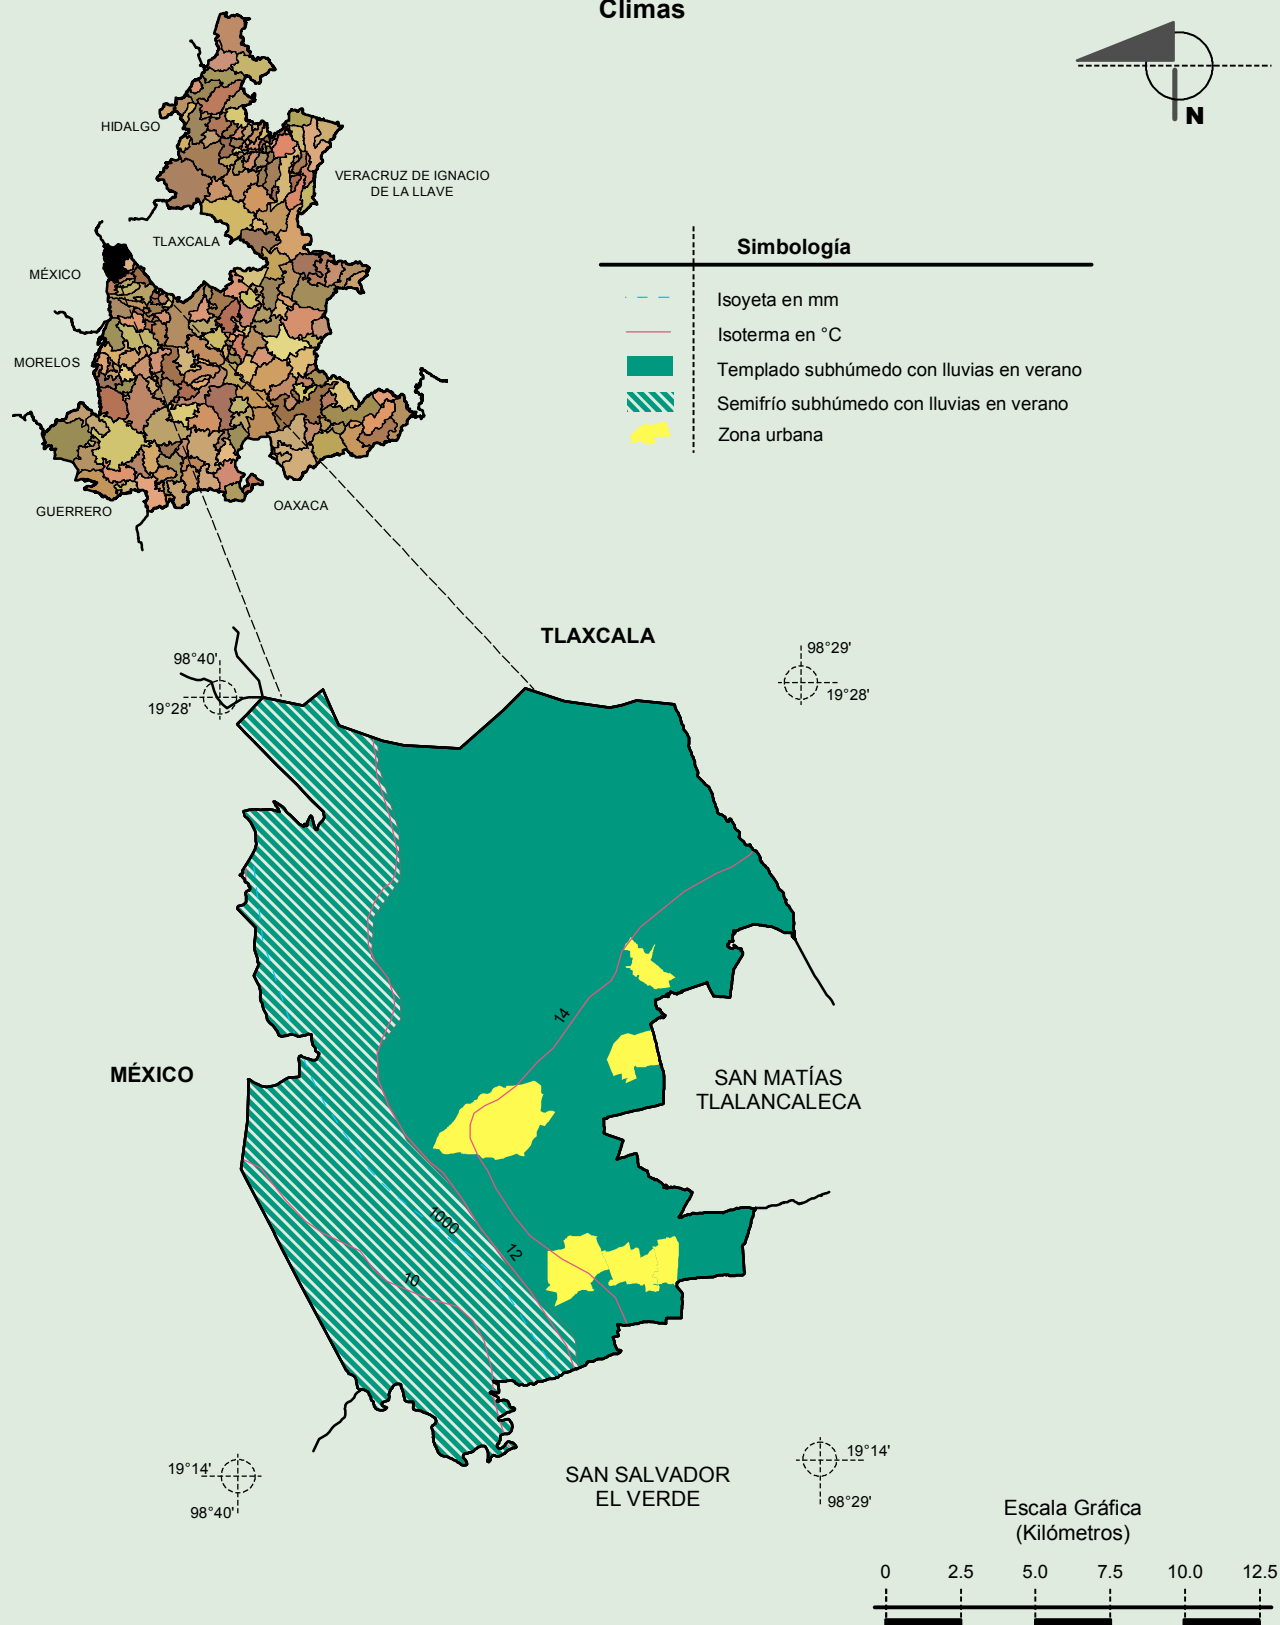 Climas
N
HIDALGO
VERACRUZ DE IGNACIO
DE LA LLAVE
TLAXCALA
MÉXICO
MORELOS
GUERRERO
OAXACA
Simbología
Isoyeta en mm
Isoterma en °C
Templado subhúmedo con lluvias en verano
Semifrío subhúmedo con lluvias en verano
Zona urbana
TLAXCALA
98°40'
19°28'
98°29'
19°28'
14
MÉXICO
SAN MATÍAS
TLALANCALECA
1000
12
10
19°14'
98°40'
SAN SALVADOR
EL VERDE
19°14'
98°29'
Escala Gráfica
(Kilómetros)
0 2.5 5.0 7.5 10.0 12.5